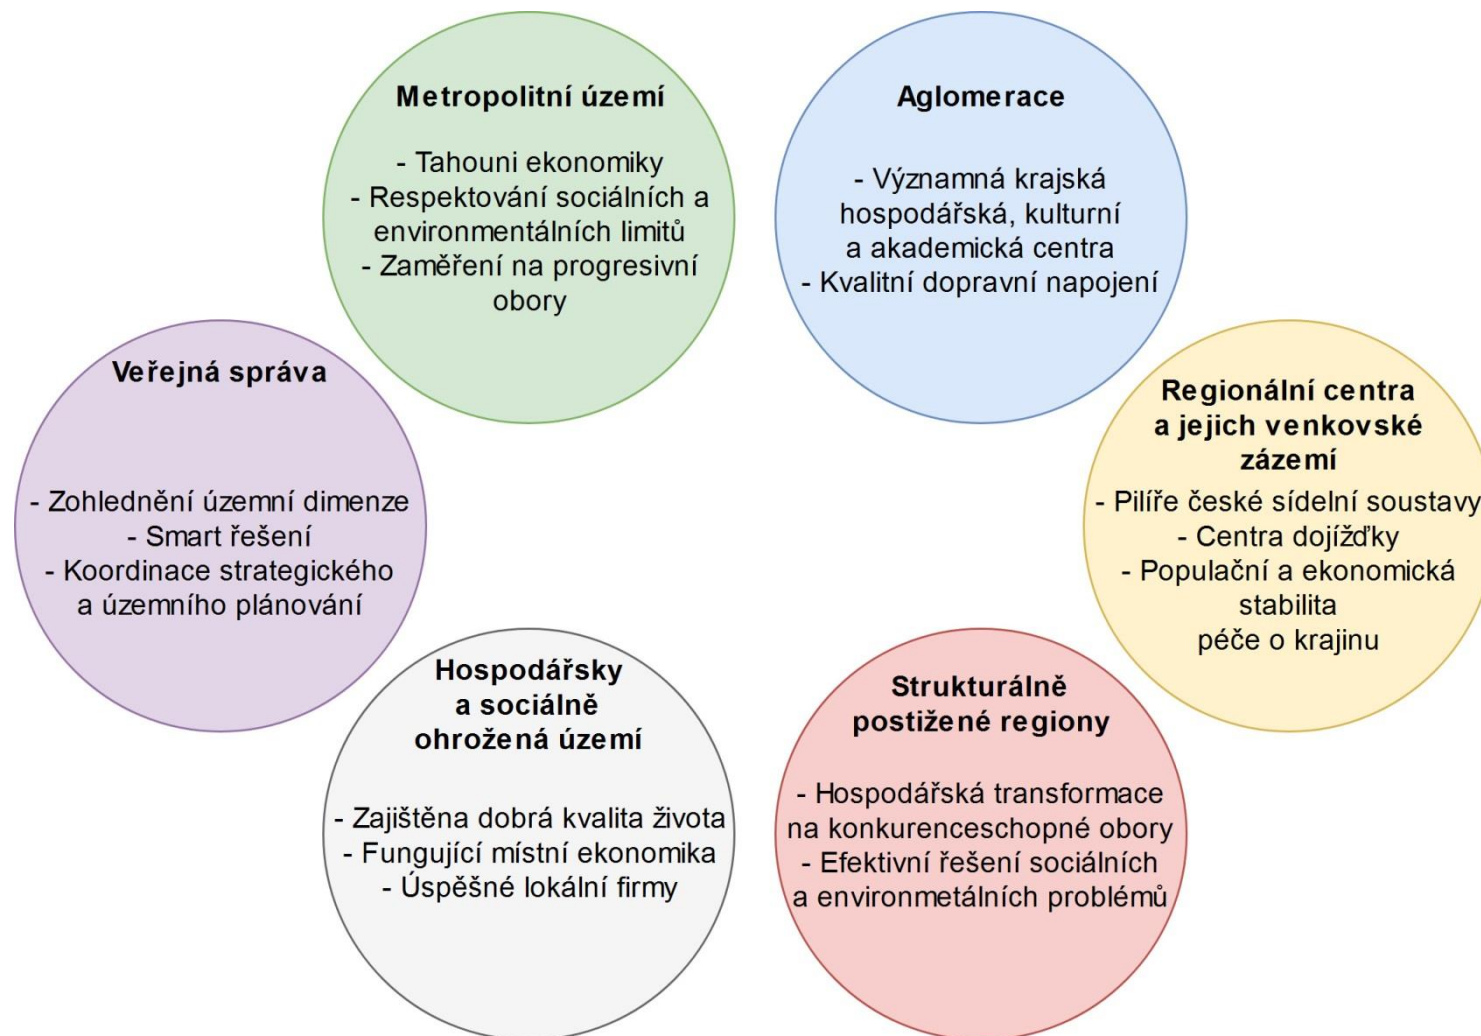 Metropolitní území
- Tahouni ekonomiky
- Respektování sociálních a
environmentálních limitů
- Zaměření na progresivní
obory
Aglomerace
- Významná krajská
hospodářská, kulturní
a akademická centra
- Kvalitní dopravní napojení
Veřejná správa
- Zohlednění územní dimenze
- Smart řešení
- Koordinace strategického
a územního plánování
Regionální centra
a jejich venkovské
zázemí
- Pilíře české sídelní soustavy
- Centra dojížďky
- Populační a ekonomická
stabilita
péče o krajinu
Hospodářsky
a sociálně
ohrožená území
- Zajištěna dobrá kvalita života
- Fungující místní ekonomika
- Úspěšné lokální firmy
Strukturálně
postižené regiony
- Hospodářská transformace
na konkurenceschopné obory
- Efektivní řešení sociálních
a environmetálních problémů